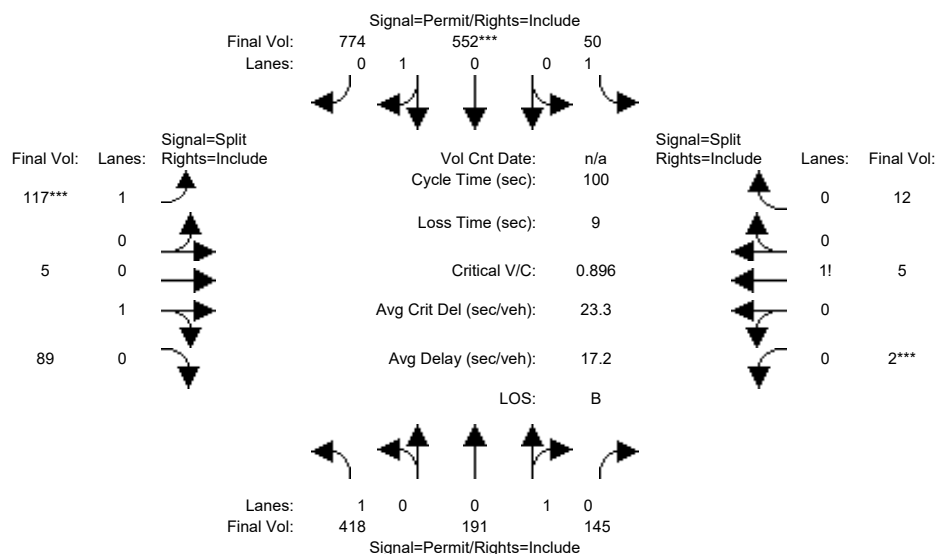 Signal=Permit/Rights=Include
Final Vol: 774 552*** 50
Lanes: 0 1 0 0 1
Signal=Split
Final Vol: Lanes: Rights=Include
Vol Cnt Date: n/a
Signal=Split
Rights=Include Lanes: Final Vol:
Cycle Time (sec): 100
117*** 1
0 12
Loss Time (sec): 9
0
0
5 0
Critical V/C: 0.896
1! 5
1
Avg Crit Del (sec/veh): 23.3
0
89 0
Avg Delay (sec/veh): 17.2
0 2***
LOS: B
Lanes: 1 0 0 1 0
Final Vol: 418 191 145
Signal=Permit/Rights=Include